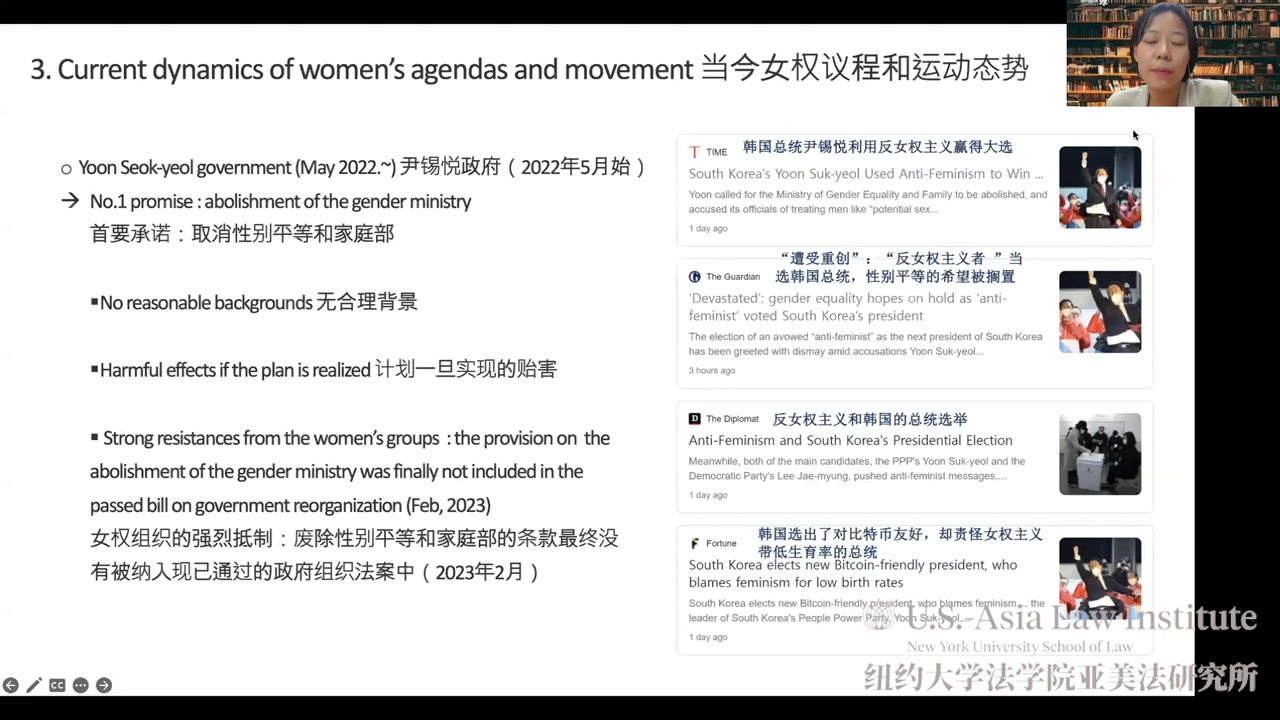 3. Current dynamics of women's agendas and movement 当今女权议程和运动态势
○ Yoon Seok-yeol government (May 2022.~) 尹锡悦政府（2022年5月始）
→ No.1 promise : abolishment of the gender ministry
首要承诺：取消性别平等和家庭部
▪No reasonable backgrounds 无合理背景
▪Harmful effects if the plan is realized 计划一旦实现的贻害
▪ Strong resistances from the women's groups : the provision on the
abolishment of the gender ministry was finally not included in the
passed bill on government reorganization (Feb, 2023)
女权组织的强烈抵制：废除性别平等和家庭部的条款最终没
有被纳入现已通过的政府组织法案中（2023年2月）
T TIME 韩国总统尹锡悦利用反女权主义赢得大选
South Korea's Yoon Suk-yeol Used Anti-Feminism to Win ...
Yoon called for the Ministry of Gender Equality and Family to be abolished, and
accused its officials of treating men like "potential sex...
1 day ago
"遭受重创"："反女权主义者 "当
The Guardian 选韩国总统，性别平等的希望被搁置
'Devastated': gender equality hopes on hold as 'anti-
feminist' voted South Korea's president
The election of an avowed "anti-feminist" as the next president of South Korea
has been greeted with dismay amid accusations Yoon Suk-yeol...
3 hours ago
D The Diplomat 反女权主义和韩国的总统选举
Anti-Feminism and South Korea's Presidential Election
Meanwhile, both of the main candidates, the PPP's Yoon Suk-yeol and the
Democratic Party's Lee Jae-myung, pushed anti-feminist messages,...
1 day ago
韩国选出了对比特币友好，却责怪女权主义
F Fortune 带低生育率的总统
South Korea elects new Bitcoin-friendly president, who
blames feminism for low birth rates
South Korea elects new Bitcoin-friendly president, who blames feminism ... the
leader of South Korea's People Power Party, Yoon Suk-yeol,...
1 day ago
U.S. Asia Law Institute
New York University School of Law
纽约大学法学院亚美法研究所
CC